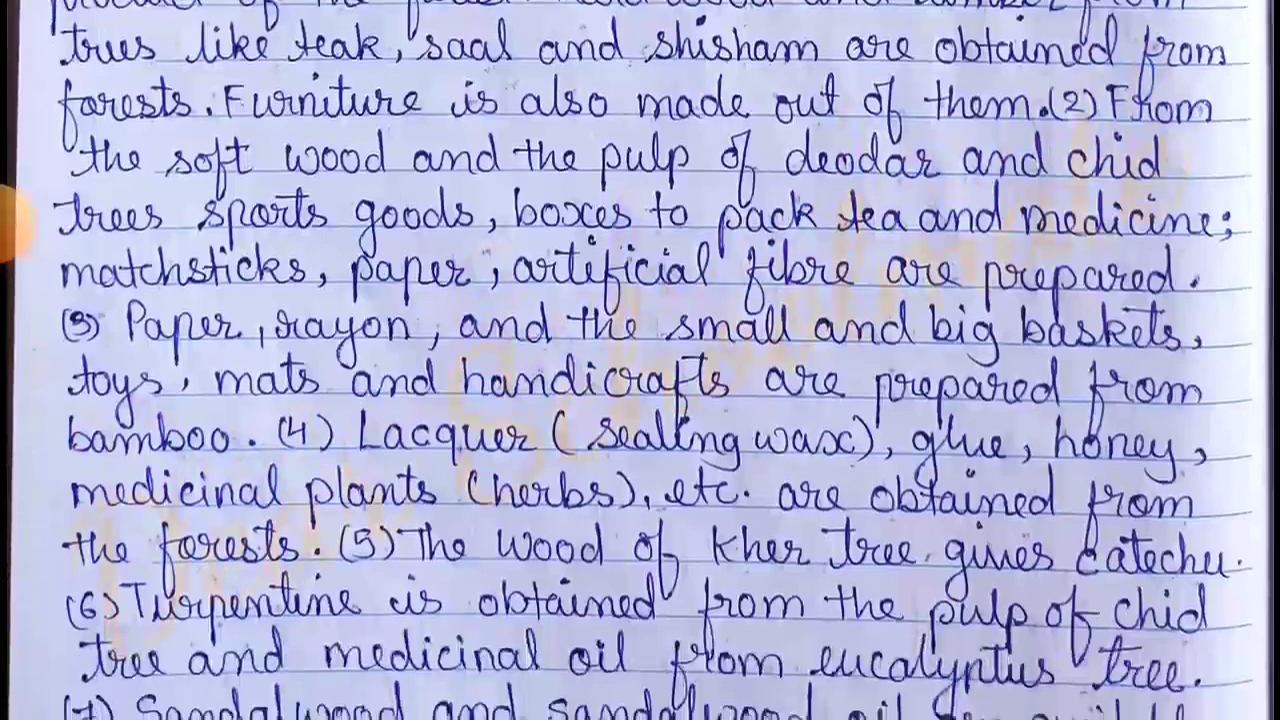 trees like teak, saal and shisham are obtained from
forests. Furniture is also made out of them. (2) From
the soft wood and the pulp of deodar and chid
trees sports goods, boxes to pack tea and medicine;
matchsticks, paper, artificial fibre are prepared.
(3) Paper, rayon, and the small and big baskets,
toys, mats and handicrafts are prepared from
bamboo. (4) Lacquer (sealing wax), glue, honey,
medicinal plants (herbs), etc. are obtained from
the forests. (5) The wood of Kher tree gives catechu.
(6) Turpentine is obtained from the pulp of chid
tree and medicinal oil from eucalyptus tree.
(7) Sandalwood and sandalwood oil